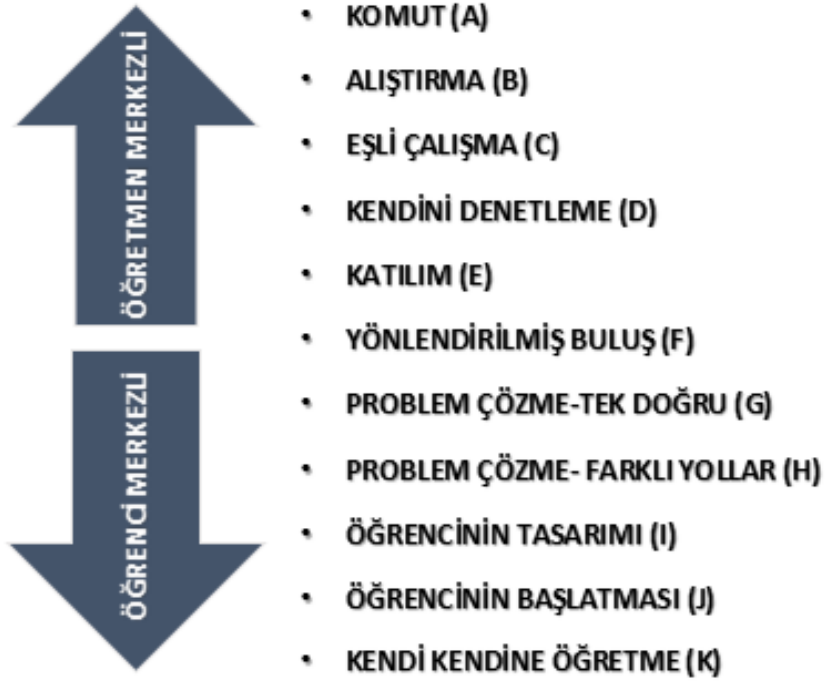 ÖĞRETMEN MERKEZLİ
ÖĞRENCİ MERKEZLİ
• KOMUT (A)
• ALIŞTIRMA (B)
• EŞLİ ÇALIŞMA (C)
• KENDİNİ DENETLEME (D)
• KATILIM (E)
• YÖNLENDİRİLMİŞ BULUŞ (F)
• PROBLEM ÇÖZME-TEK DOĞRU (G)
• PROBLEM ÇÖZME- FARKLI YOLLAR (H)
• ÖĞRENCİNİN TASARIMI (I)
• ÖĞRENCİNİN BAŞLATMASI (J)
• KENDİ KENDİNE ÖĞRETME (K)